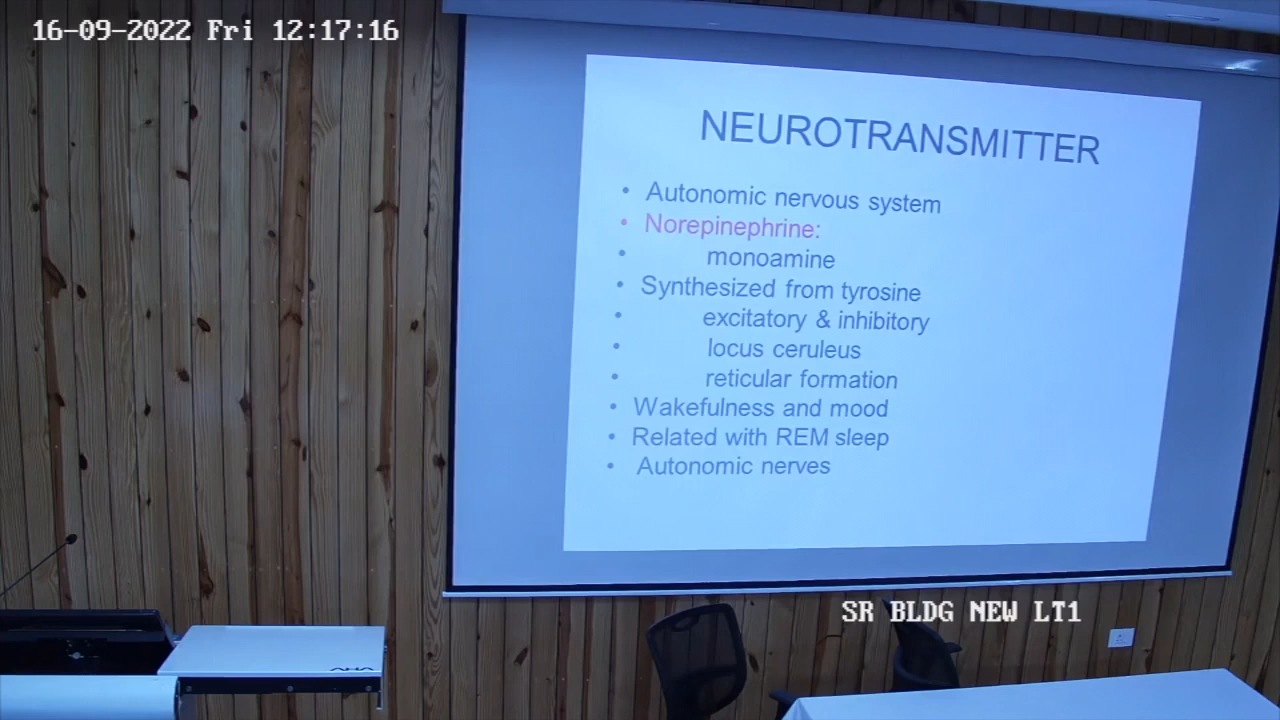 16-09-2022 Fri 12:17:16
NEUROTRANSMITTER
• Autonomic nervous system
• Norepinephrine:
• monoamine
• Synthesized from tyrosine
• excitatory & inhibitory
• locus ceruleus
• reticular formation
• Wakefulness and mood
• Related with REM sleep
• Autonomic nerves
SR BLDG NEW LT1
AHA